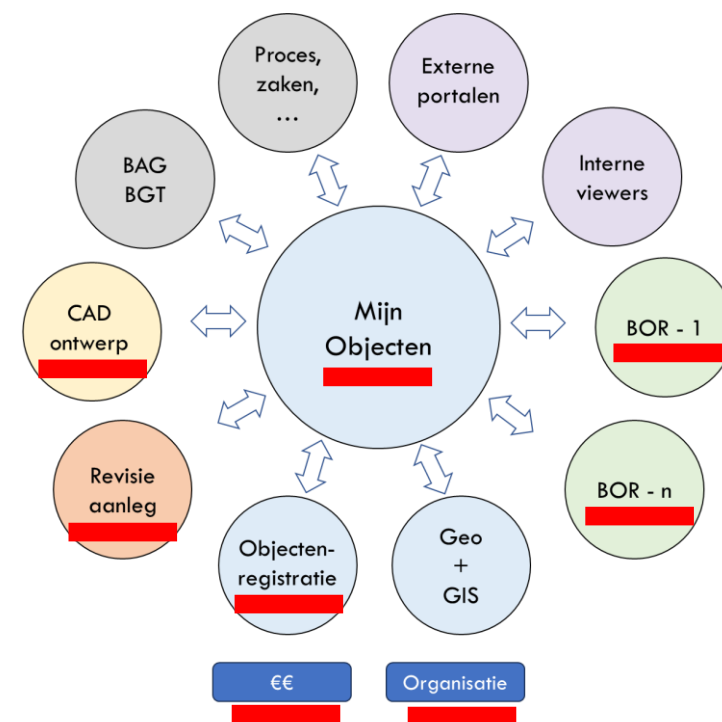 Proces,
zaken,
...
Externe
portalen
BAG
BGT
Interne
viewers
CAD
ontwerp
Mijn
Objecten
BOR - 1
Revisie
aanleg
BOR - n
Objecten-
registratie
Geo
+
GIS
€€
Organisatie